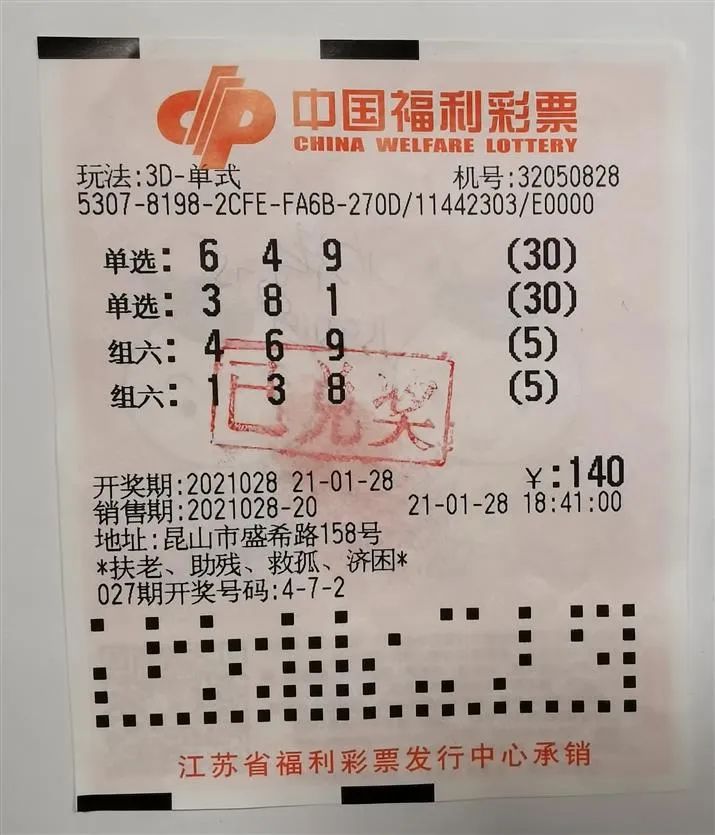 中国福利彩票
CHINA WELFARE LOTTERY
玩法:3D-单式 机号:32050828
5307-8198-2CFE-FA6B-270D/11442303/E0000
单选: 6 4 9 (30)
单选: 3 8 1 (30)
组六: 4 6 9 (5)
组六: 1 3 8 (5)
已兑奖
开奖期:2021028 21-01-28 ¥:140
销售期:2021028-20 21-01-28 18:41:00
地址:昆山市盛希路158号
*扶老、助残、救孤、济困*
027期开奖号码:4-7-2
江苏省福利彩票发行中心承销